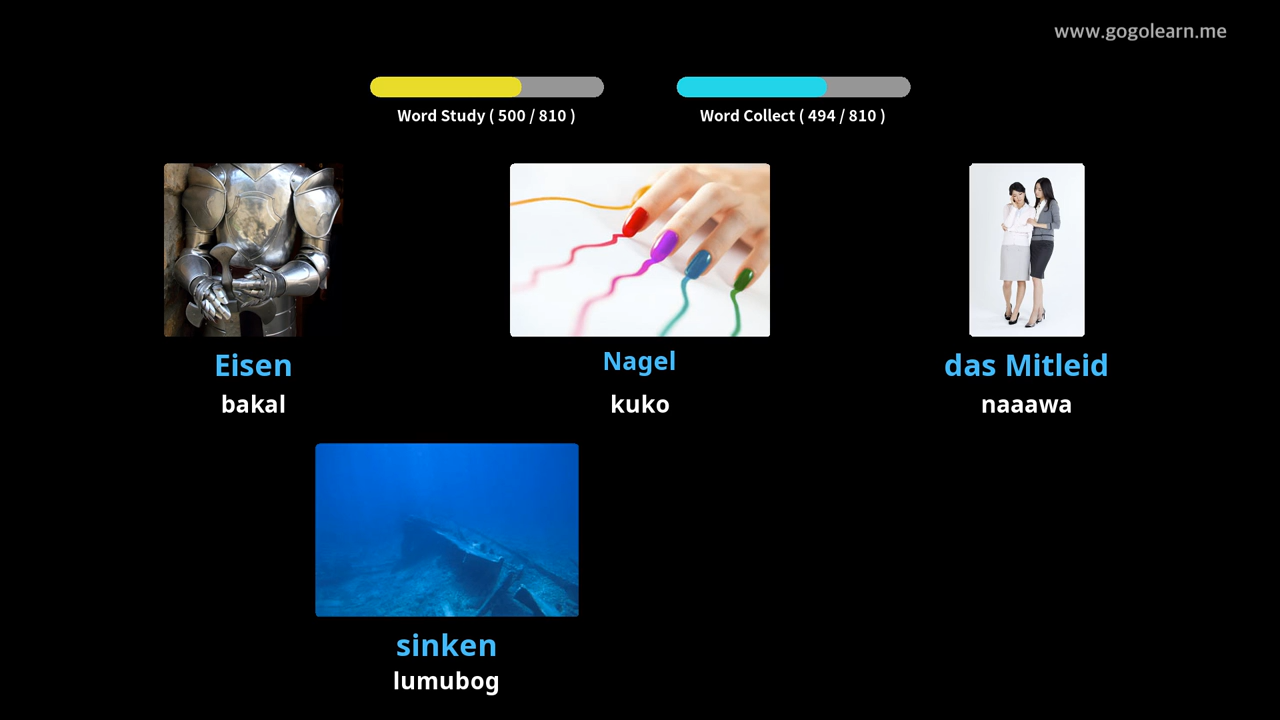 www.gogolearn.me
Word Study ( 500 / 810 )
Word Collect ( 494 / 810 )
Eisen
bakal
Nagel
kuko
das Mitleid
naaawa
sinken
lumubog